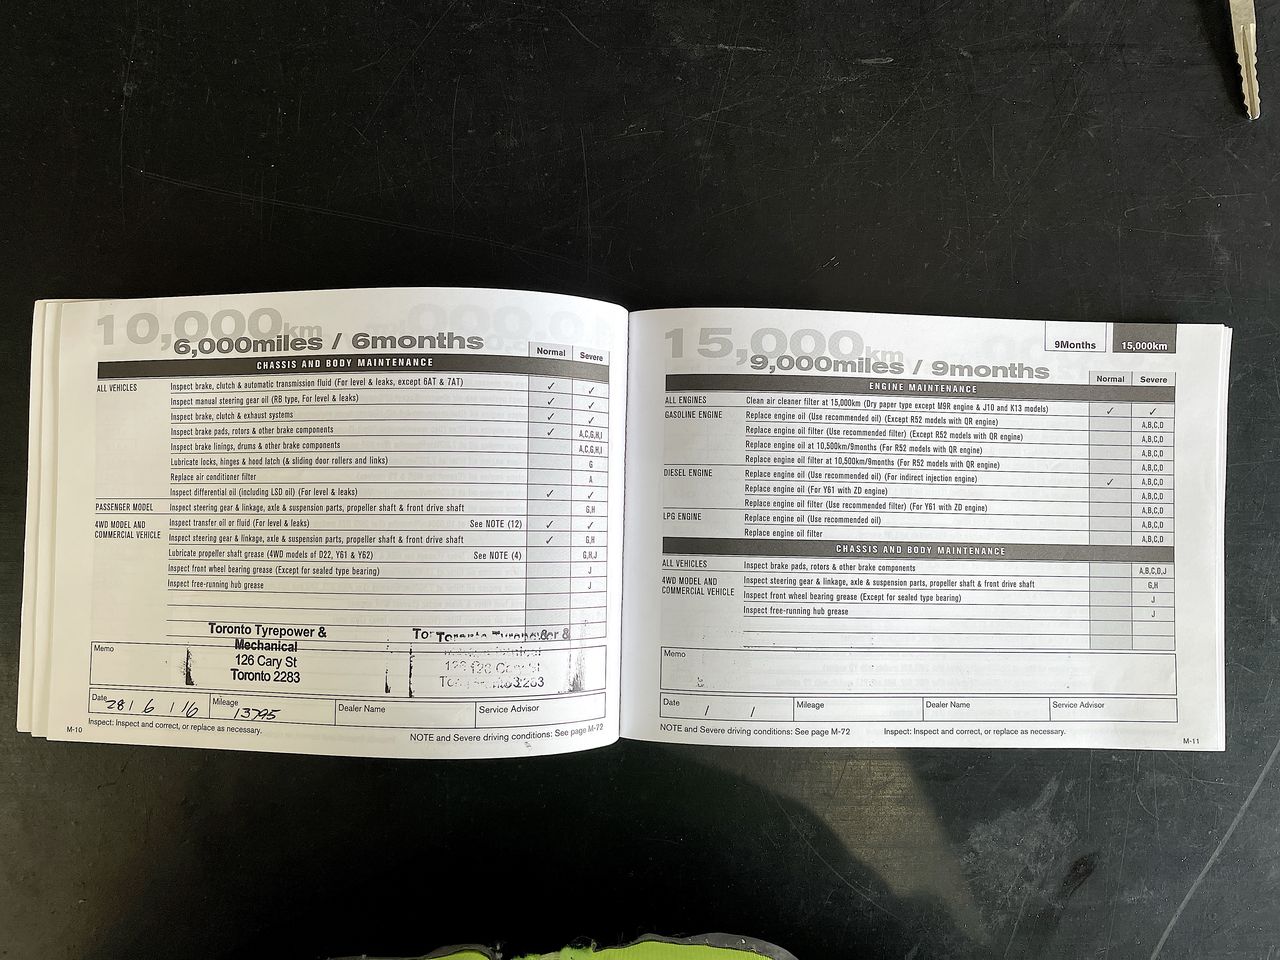 10,000km
6,000miles / 6months
CHASSIS AND BODY MAINTENANCE
Normal Severe
ALL VEHICLES Inspect brake, clutch & automatic transmission fluid (For level & leaks, except 6AT & 7AT) ✓ ✓
Inspect manual steering gear oil (RB type, For level & leaks) ✓ ✓
Inspect brake, clutch & exhaust systems ✓ ✓
Inspect brake pads, rotors & other brake components ✓ A,C,G,H,I
Inspect brake linings, drums & other brake components A,C,G,H,I
Lubricate locks, hinges & hood latch (& sliding door rollers and links) G
Replace air conditioner filter A
Inspect differential oil (including LSD oil) (For level & leaks) ✓ ✓
PASSENGER MODEL Inspect steering gear & linkage, axle & suspension parts, propeller shaft & front drive shaft G,H
4WD MODEL AND COMMERCIAL VEHICLE Inspect transfer oil or fluid (For level & leaks) See NOTE (12) ✓ ✓
Inspect steering gear & linkage, axle & suspension parts, propeller shaft & front drive shaft ✓ G,H
Lubricate propeller shaft grease (4WD models of D22, Y61 & Y62) See NOTE (4) G,H,J
Inspect front wheel bearing grease (Except for sealed type bearing) J
Inspect free-running hub grease J
Toronto Tyrepower &
Mechanical
126 Cary St
Toronto 2283
Memo
Date 28/ 6 / 16 Mileage 13795 Dealer Name Service Advisor
Inspect: Inspect and correct, or replace as necessary.
NOTE and Severe driving conditions: See page M-72
M-10
15,000km
9,000miles / 9months
9Months 15,000km
ENGINE MAINTENANCE
Normal Severe
ALL ENGINES Clean air cleaner filter at 15,000km (Dry paper type except M9R engine & J10 and K13 models) ✓ ✓
GASOLINE ENGINE Replace engine oil (Use recommended oil) (Except R52 models with QR engine) A,B,C,D
Replace engine oil filter (Use recommended filter) (Except R52 models with QR engine) A,B,C,D
Replace engine oil at 10,500km/9months (For R52 models with QR engine) A,B,C,D
Replace engine oil filter at 10,500km/9months (For R52 models with QR engine) A,B,C,D
DIESEL ENGINE Replace engine oil (Use recommended oil) (For indirect injection engine) ✓ A,B,C,D
Replace engine oil (For Y61 with ZD engine) A,B,C,D
Replace engine oil filter (Use recommended filter) (For Y61 with ZD engine) A,B,C,D
LPG ENGINE Replace engine oil (Use recommended oil) A,B,C,D
Replace engine oil filter A,B,C,D
CHASSIS AND BODY MAINTENANCE
ALL VEHICLES Inspect brake pads, rotors & other brake components A,B,C,D,J
4WD MODEL AND COMMERCIAL VEHICLE Inspect steering gear & linkage, axle & suspension parts, propeller shaft & front drive shaft G,H
Inspect front wheel bearing grease (Except for sealed type bearing) J
Inspect free-running hub grease J
Memo
Date / / Mileage Dealer Name Service Advisor
NOTE and Severe driving conditions: See page M-72 Inspect: Inspect and correct, or replace as necessary.
M-11